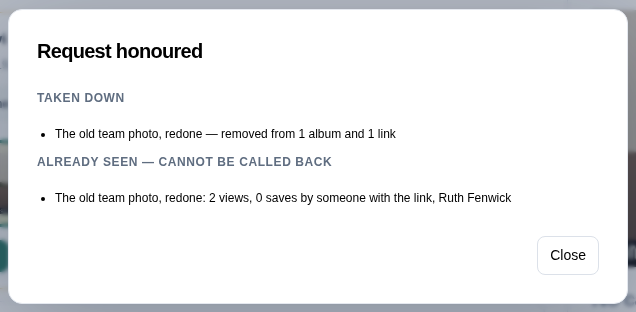 Request honoured
TAKEN DOWN
• The old team photo, redone — removed from 1 album and 1 link
ALREADY SEEN — CANNOT BE CALLED BACK
• The old team photo, redone: 2 views, 0 saves by someone with the link, Ruth Fenwick
Close